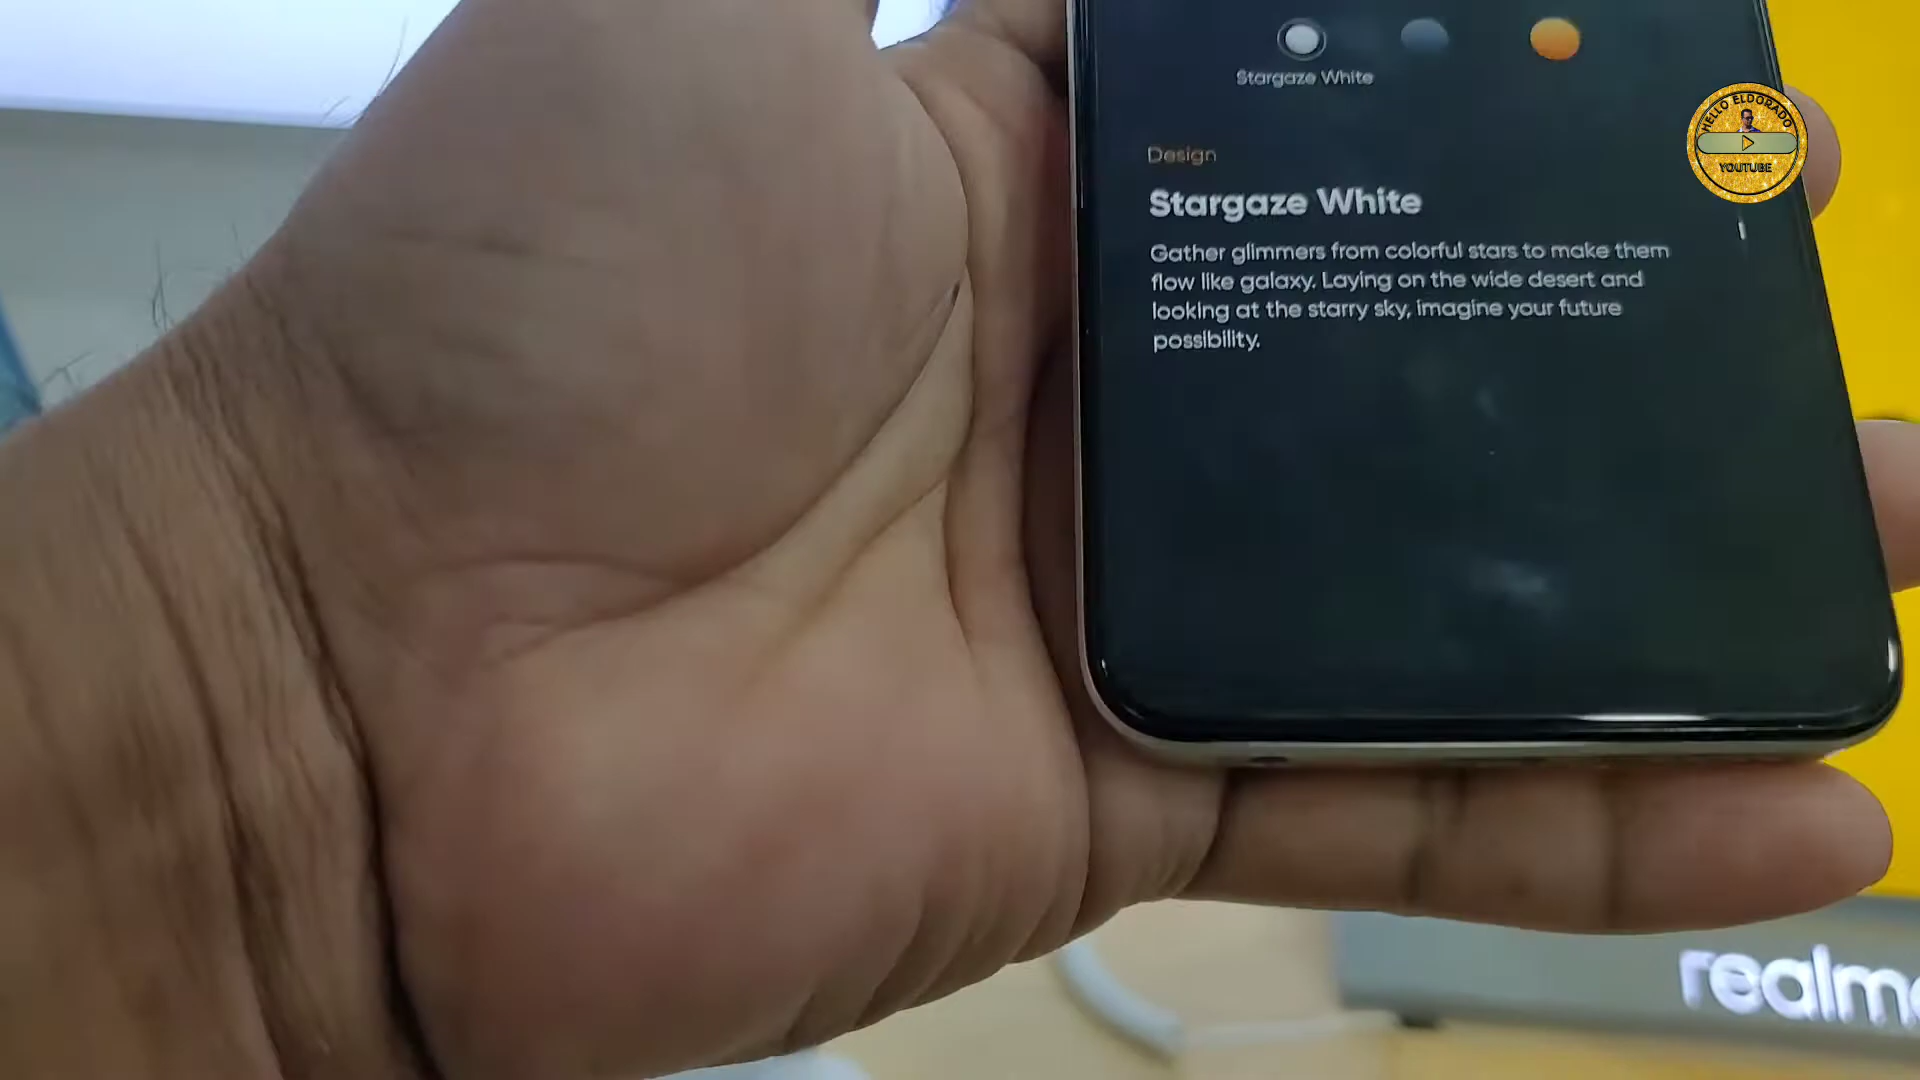 Stargaze White
HELLO ELDORADO
YOUTUBE
Design
Stargaze White
Gather glimmers from colorful stars to make them
flow like galaxy. Laying on the wide desert and
looking at the starry sky, imagine your future
possibility.
realm